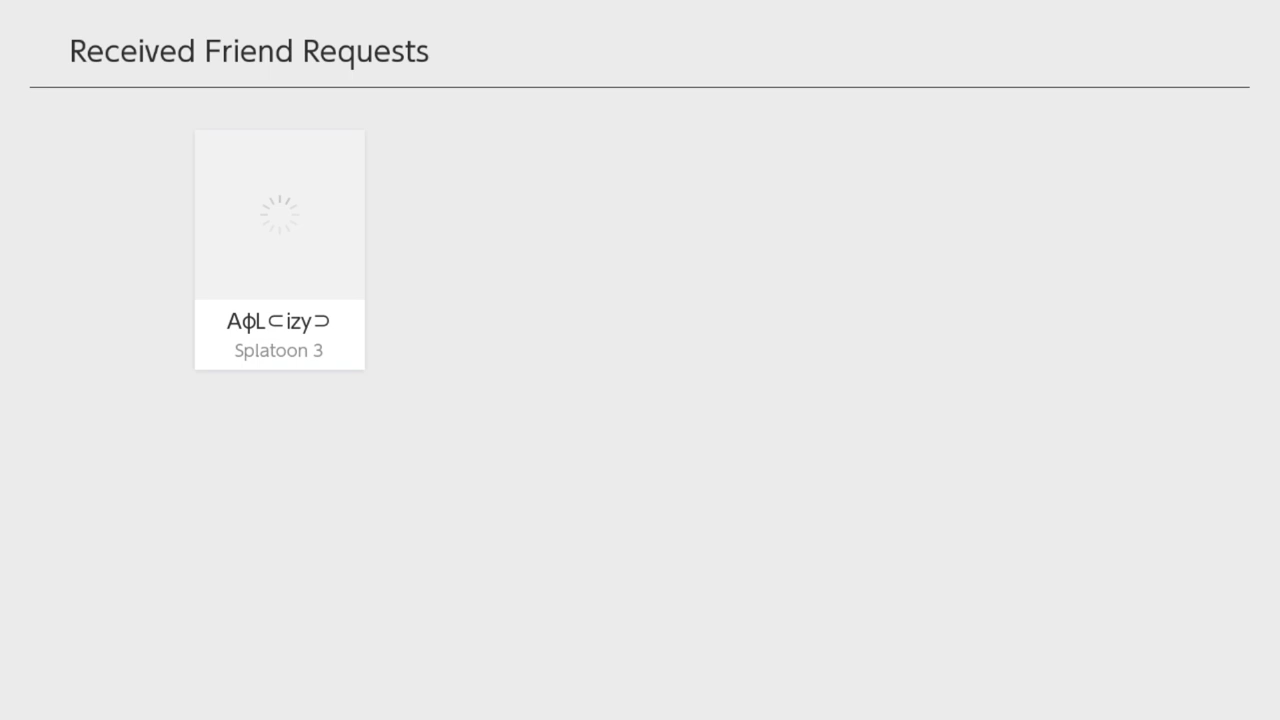 Received Friend Requests
AϕL⊂izy⊃
Splatoon 3